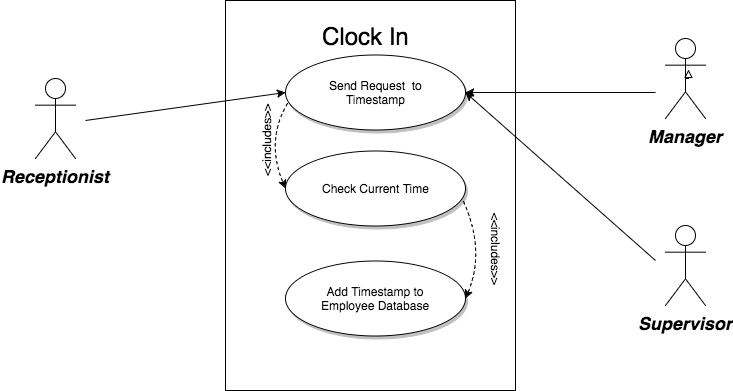 Clock In
Send Request to
Timestamp
<<includes>>
Receptionist
Manager
Check Current Time
<<includes>>
Add Timestamp to
Employee Database
Supervisor